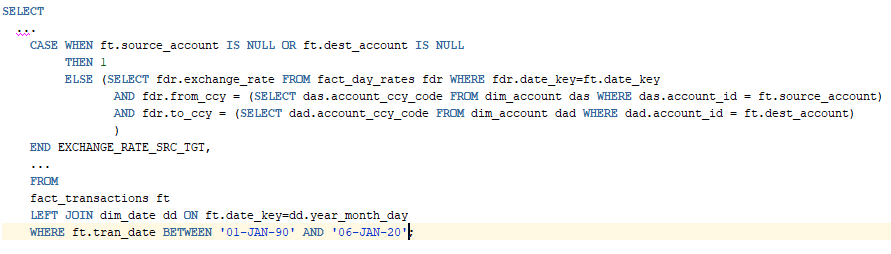 SELECT
...
CASE WHEN ft.source_account IS NULL OR ft.dest_account IS NULL
THEN 1
ELSE (SELECT fdr.exchange_rate FROM fact_day_rates fdr WHERE fdr.date_key=ft.date_key
AND fdr.from_ccy = (SELECT das.account_ccy_code FROM dim_account das WHERE das.account_id = ft.source_account)
AND fdr.to_ccy = (SELECT dad.account_ccy_code FROM dim_account dad WHERE dad.account_id = ft.dest_account)
)
END EXCHANGE_RATE_SRC_TGT,
...
FROM
fact_transactions ft
LEFT JOIN dim_date dd ON ft.date_key=dd.year_month_day
WHERE ft.tran_date BETWEEN '01-JAN-90' AND '06-JAN-20';